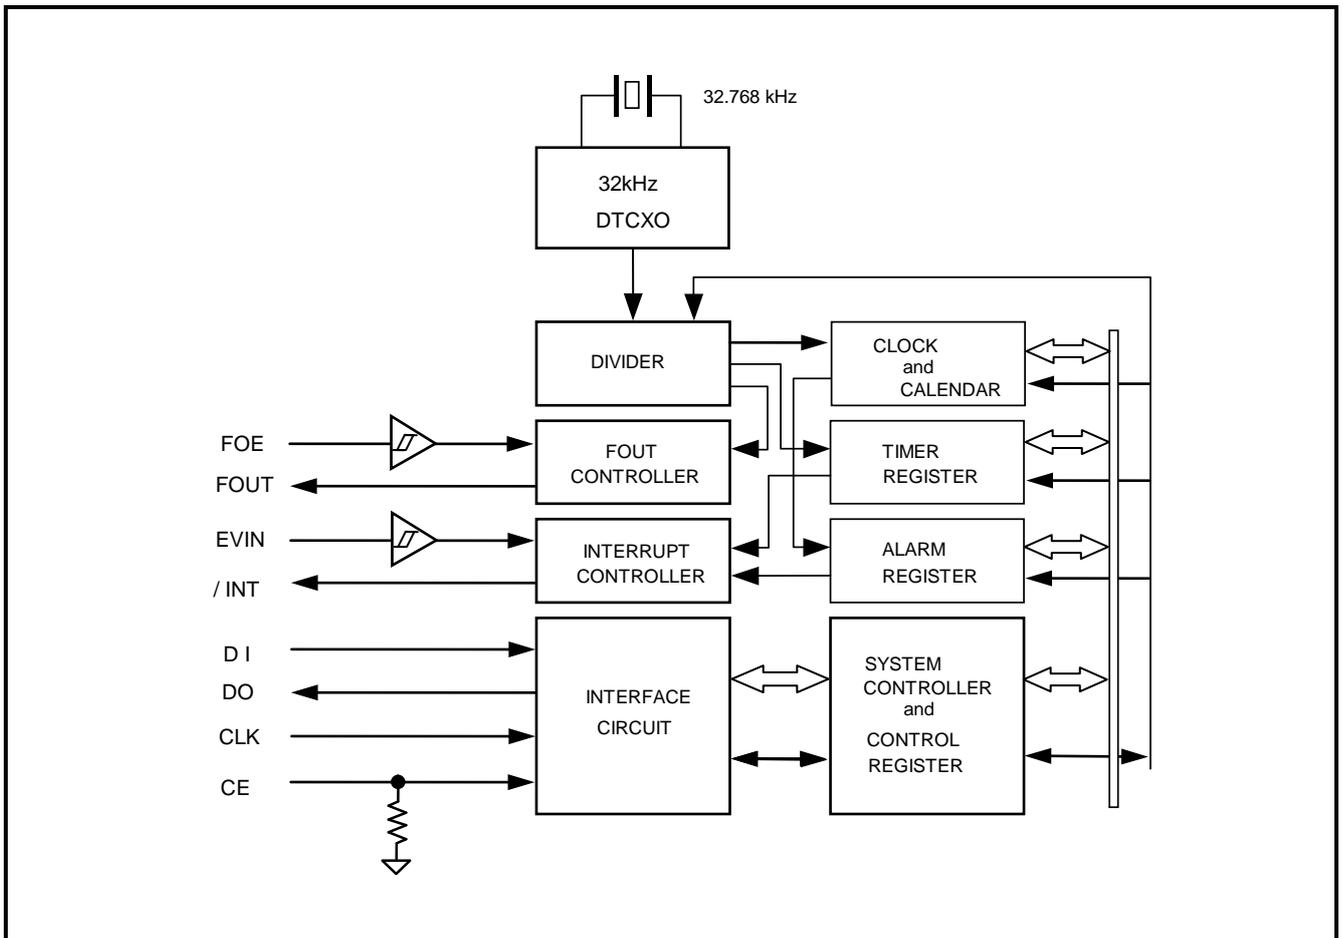 32.768 kHz
32kHz
DTCXO
DIVIDER
CLOCK
and
CALENDAR
FOE
FOUT
FOUT
CONTROLLER
TIMER
REGISTER
EVIN
/ INT
INTERRUPT
CONTROLLER
ALARM
REGISTER
D I
DO
CLK
CE
INTERFACE
CIRCUIT
SYSTEM
CONTROLLER
and
CONTROL
REGISTER